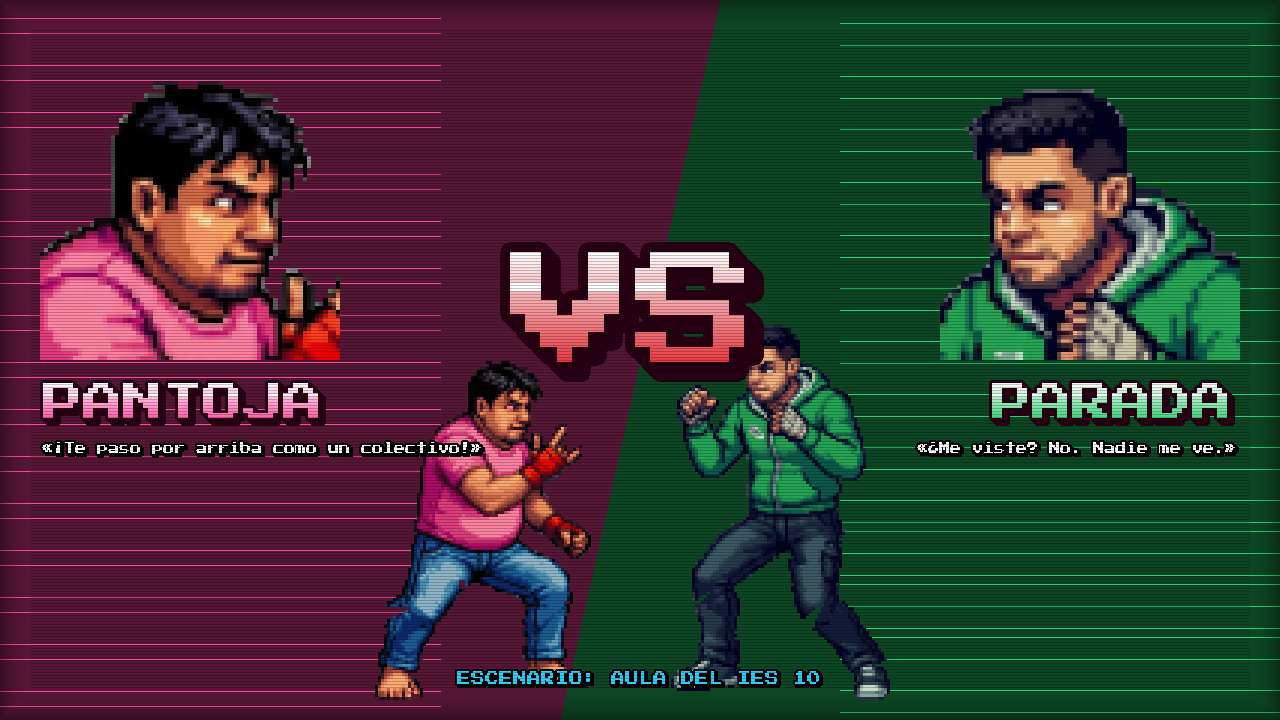 VS
PANTOJA
PARADA
«¡Te paso por arriba como un colectivo!»
«¿Me viste? No. Nadie me ve.»
ESCENARIO: AULA DEL IES 10